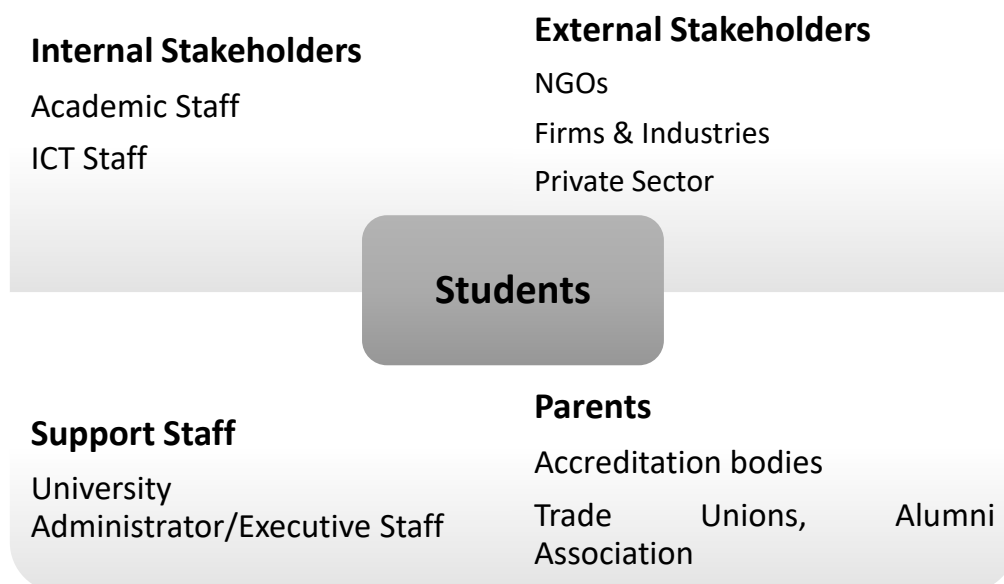 Internal Stakeholders
Academic Staff
ICT Staff
External Stakeholders
NGOs
Firms & Industries
Private Sector
Students
Support Staff
University
Administrator/Executive Staff
Parents
Accreditation bodies
Trade Unions, Alumni
Association